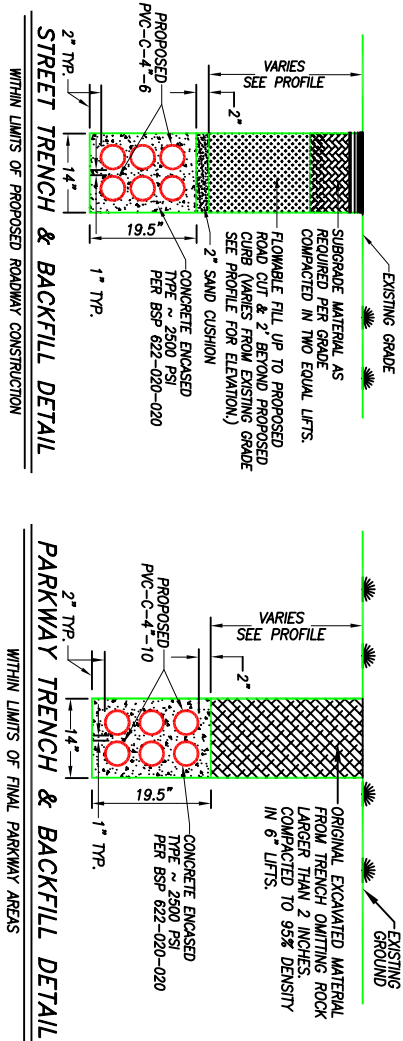 EXISTING GRADE
VARIES
SEE PROFILE
SUBGRADE MATERIAL AS
REQUIRED PER GRADE
COMPACTED IN TWO EQUAL LIFTS.
FLOWABLE FILL UP TO PROPOSED
ROAD CUT & 2' BEYOND PROPOSED
CURB (VARIES FROM EXISTING GRADE
SEE PROFILE FOR ELEVATION.)
2"
2" SAND CUSHION
PROPOSED
PVC-C-4"-6
CONCRETE ENCASED
TYPE ~ 2500 PSI
PER BSP 622-020-020
19.5"
2" TYP.
1" TYP.
14"
STREET TRENCH & BACKFILL DETAIL
WITHIN LIMITS OF PROPOSED ROADWAY CONSTRUCTION
EXISTING
GROUND
VARIES
SEE PROFILE
ORIGINAL EXCAVATED MATERIAL
FROM TRENCH OMITTING ROCK
LARGER THAN 2 INCHES.
COMPACTED TO 95% DENSITY
IN 6" LIFTS.
2"
PROPOSED
PVC-C-4"-10
CONCRETE ENCASED
TYPE ~ 2500 PSI
PER BSP 622-020-020
19.5"
2" TYP.
1" TYP.
14"
PARKWAY TRENCH & BACKFILL DETAIL
WITHIN LIMITS OF FINAL PARKWAY AREAS